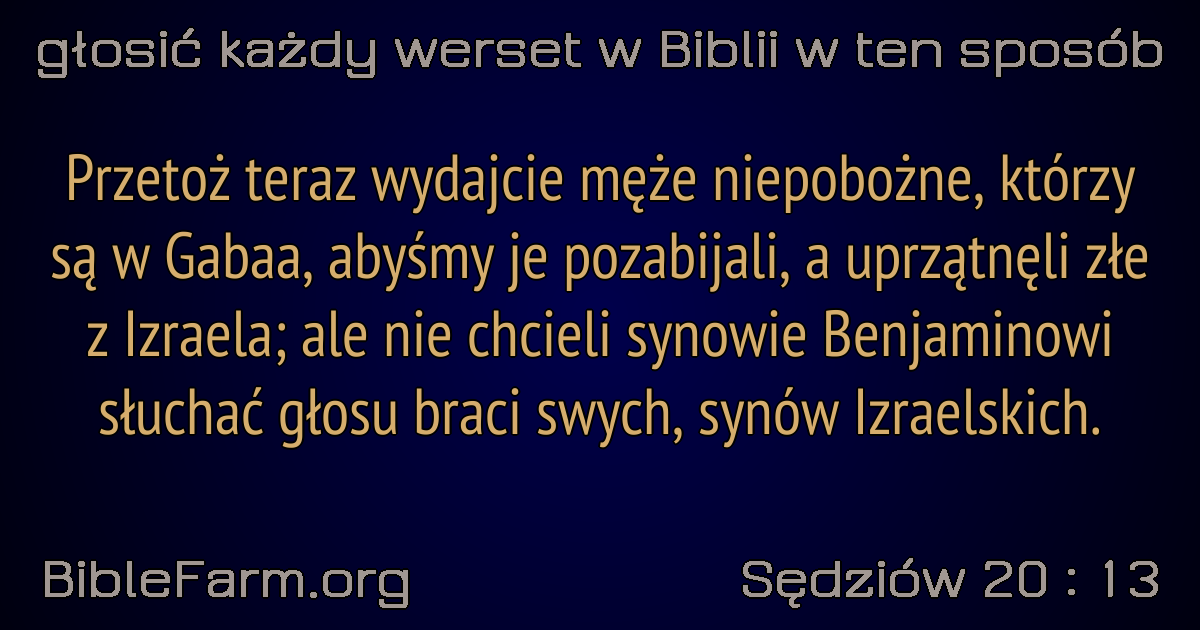 głosić każdy werset w Biblii w ten sposób
Przetoż teraz wydajcie męże niepobożne, którzy
są w Gabaa, abyśmy je pozabijali, a uprzątnęli złe
z Izraela; ale nie chcieli synowie Benjaminowi
słuchać głosu braci swych, synów Izraelskich.
BibleFarm.org
Sędziów 20 : 13